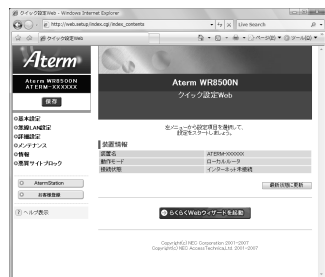 クイック設定Web - Windows Internet Explorer
http://web.setup/index.cgi/index_contents
Live Search
クイック設定Web
ページ(P)
ツール(O)
Aterm
Aterm WR8500N
ATERM-XXXXXX
保存
基本設定
無線LAN設定
詳細設定
メンテナンス
情報
悪質サイトブロック
AtermStation
お客様登録
ヘルプ表示
Aterm WR8500N
クイック設定Web
左メニューから設定項目を選択して、
設定をスタートしましょう。
装置情報
装置名 ATERM-XXXXXX
動作モード ローカルルータ
接続状態 インターネット未接続
最新状態に更新
らくらくWebウィザードを起動
Copyright(c) NEC Corporation 2001-2007
Copyright(c) NEC AccessTechnica,Ltd. 2001-2007